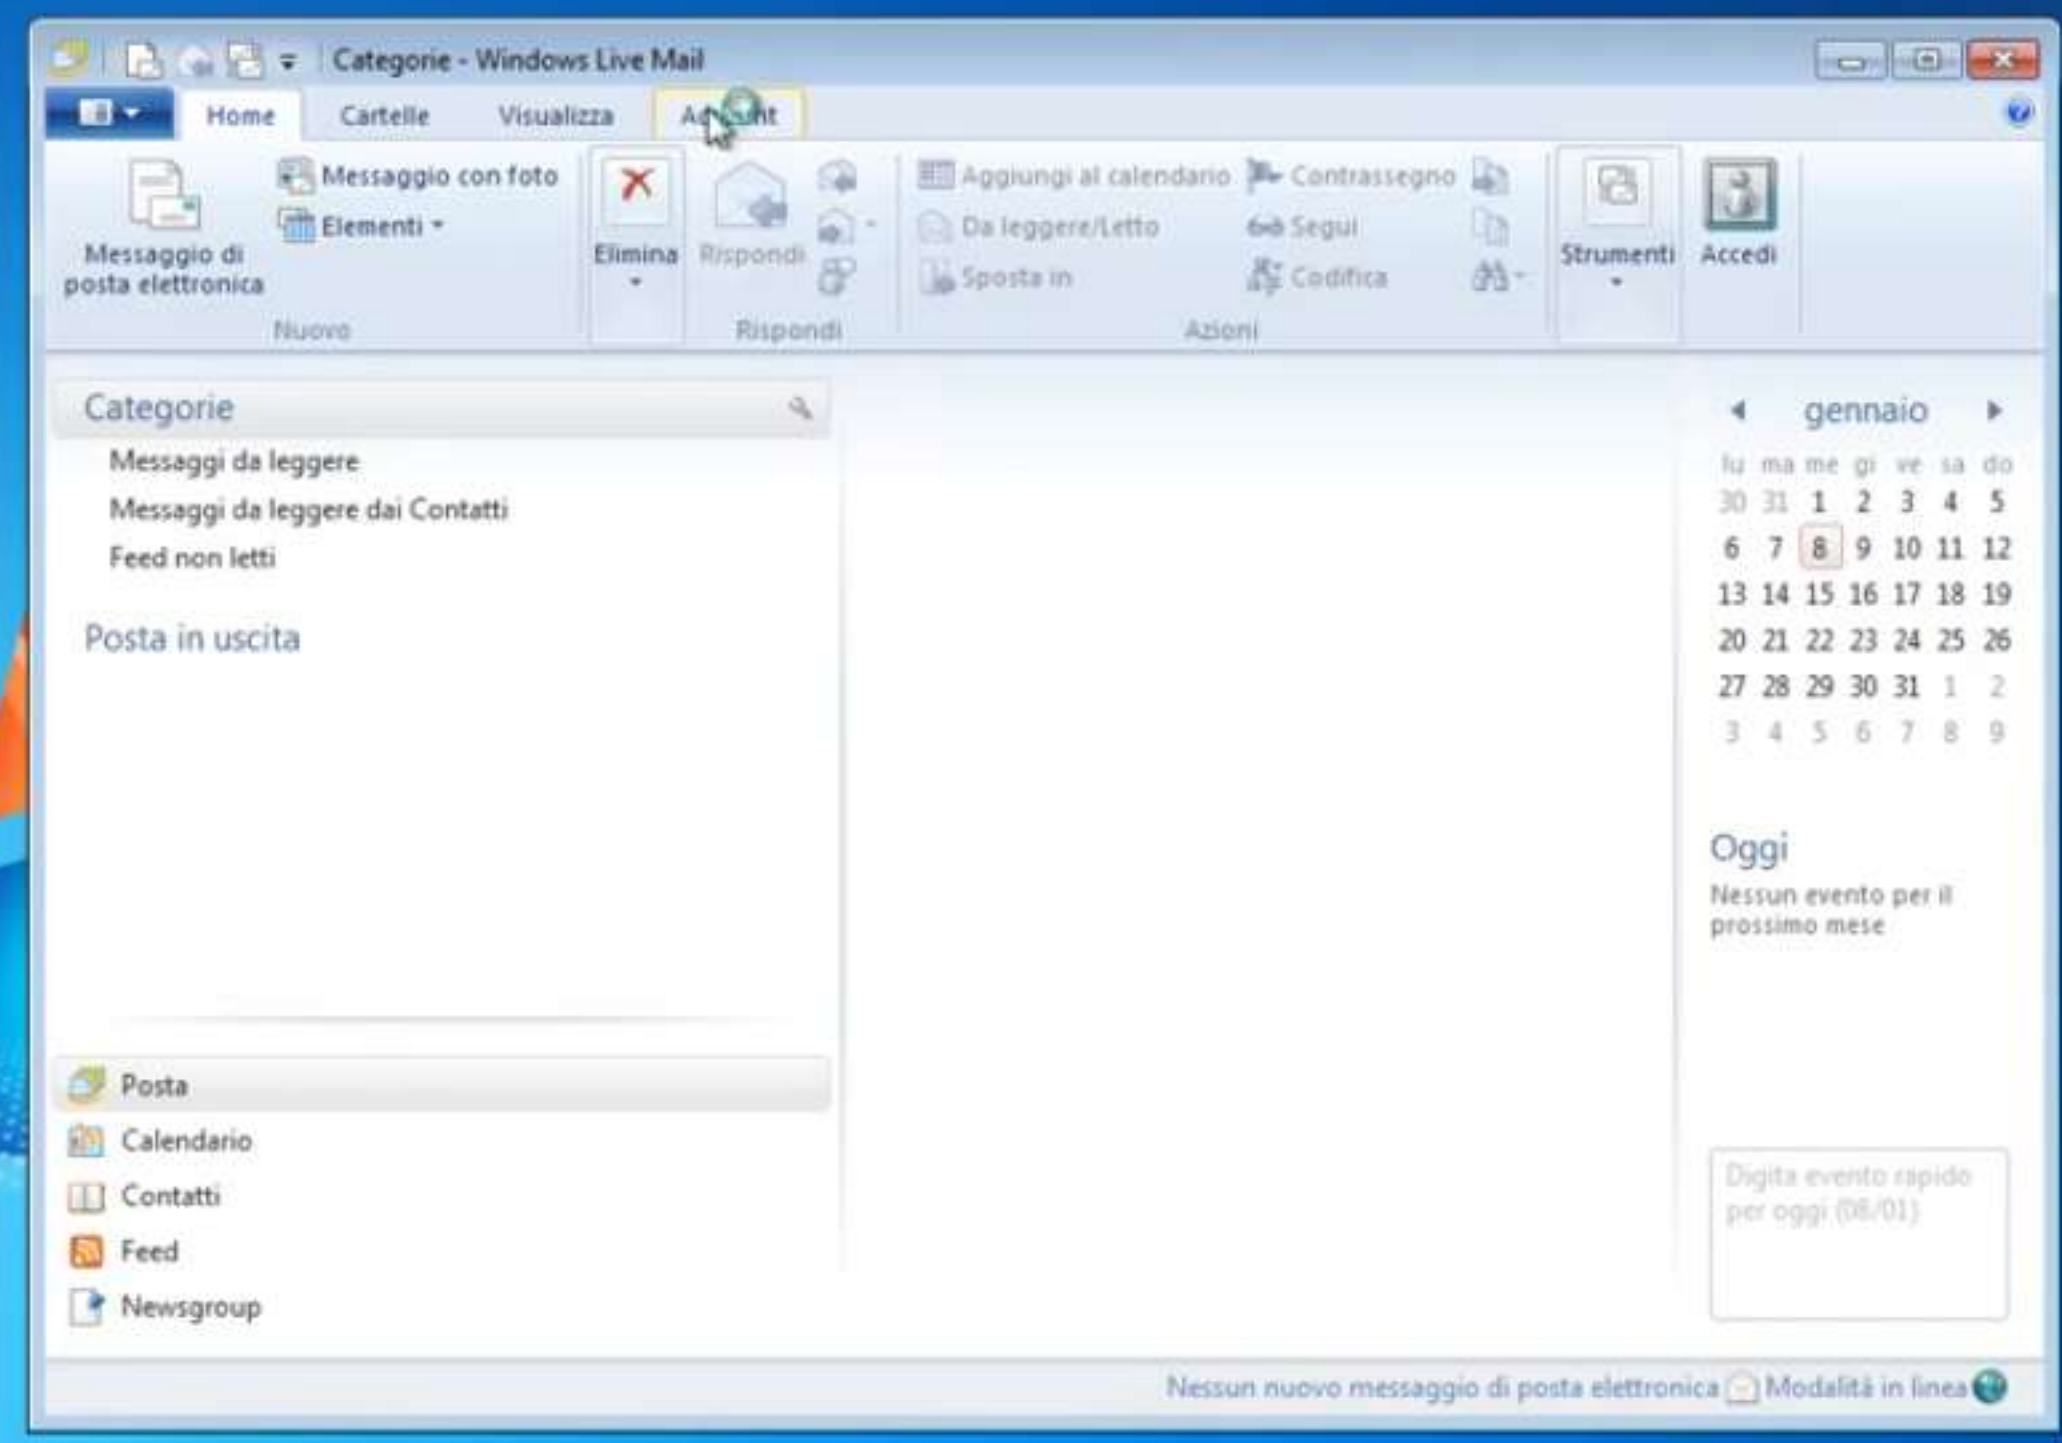 Categorie - Windows Live Mail
Home Cartelle Visualizza Account
Messaggio di
posta elettronica
Messaggio con foto
Elementi
Nuovo
Elimina
Rispondi
Rispondi
Aggiungi al calendario
Da leggere/Letto
Sposta in
Contrassegno
Segui
Codifica
Azioni
Strumenti
Accedi
Categorie
Messaggi da leggere
Messaggi da leggere dai Contatti
Feed non letti
Posta in uscita
Posta
Calendario
Contatti
Feed
Newsgroup
gennaio
lu ma me gi ve sa do
30 31 1 2 3 4 5
6 7 8 9 10 11 12
13 14 15 16 17 18 19
20 21 22 23 24 25 26
27 28 29 30 31 1 2
3 4 5 6 7 8 9
Oggi
Nessun evento per il
prossimo mese
Digita evento rapido
per oggi (08/01)
Nessun nuovo messaggio di posta elettronica Modalità in linea